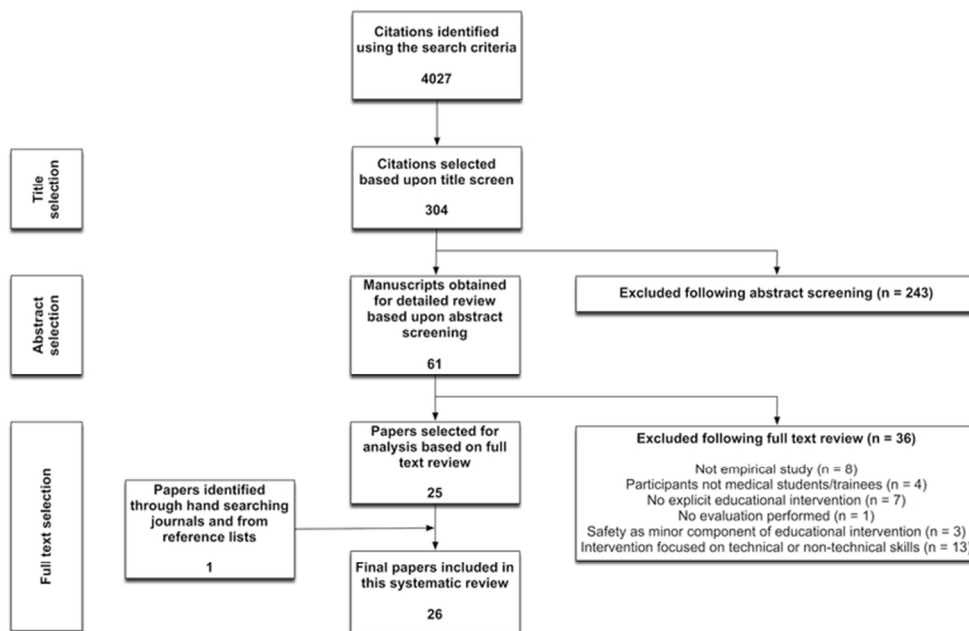 Citations identified
using the search criteria
4027
Title
selection
Citations selected
based upon title screen
304
Abstract
selection
Manuscripts obtained
for detailed review
based upon abstract
screening
61
Excluded following abstract screening (n = 243)
Full text selection
Papers selected for
analysis based on full
text review
25
Excluded following full text review (n = 36)
Not empirical study (n = 8)
Participants not medical students/trainees (n = 4)
No explicit educational intervention (n = 7)
No evaluation performed (n = 1)
Safety as minor component of educational intervention (n = 3)
Intervention focused on technical or non-technical skills (n = 13)
Papers identified
through hand searching
journals and from
reference lists
1
Final papers included in
this systematic review
26